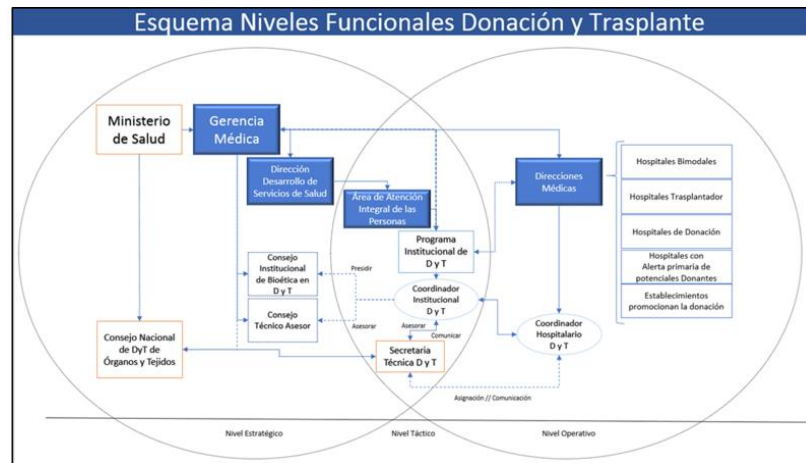 Esquema Niveles Funcionales Donación y Trasplante
Ministerio
de Salud
Gerencia
Médica
Dirección
Desarrollo de
Servicios de Salud
Área de Atención
Integral de las
Personas
Direcciones
Médicas
Hospitales Bimodales
Hospitales Trasplantador
Hospitales de Donación
Hospitales con
Alerta primaria de
potenciales Donantes
Establecimientos
promocionan la donación
Programa
Institucional de
D y T
Consejo
Institucional
de Bioética en
D y T
Presidir
Coordinador
Institucional
D y T
Consejo
Técnico Asesor
Asesorar
Asesorar
Comunicar
Coordinador
Hospitalario
D y T
Consejo Nacional
de DyT de
Órganos y Tejidos
Secretaria
Técnica D y T
Asignación // Comunicación
Nivel Estratégico
Nivel Táctico
Nivel Operativo